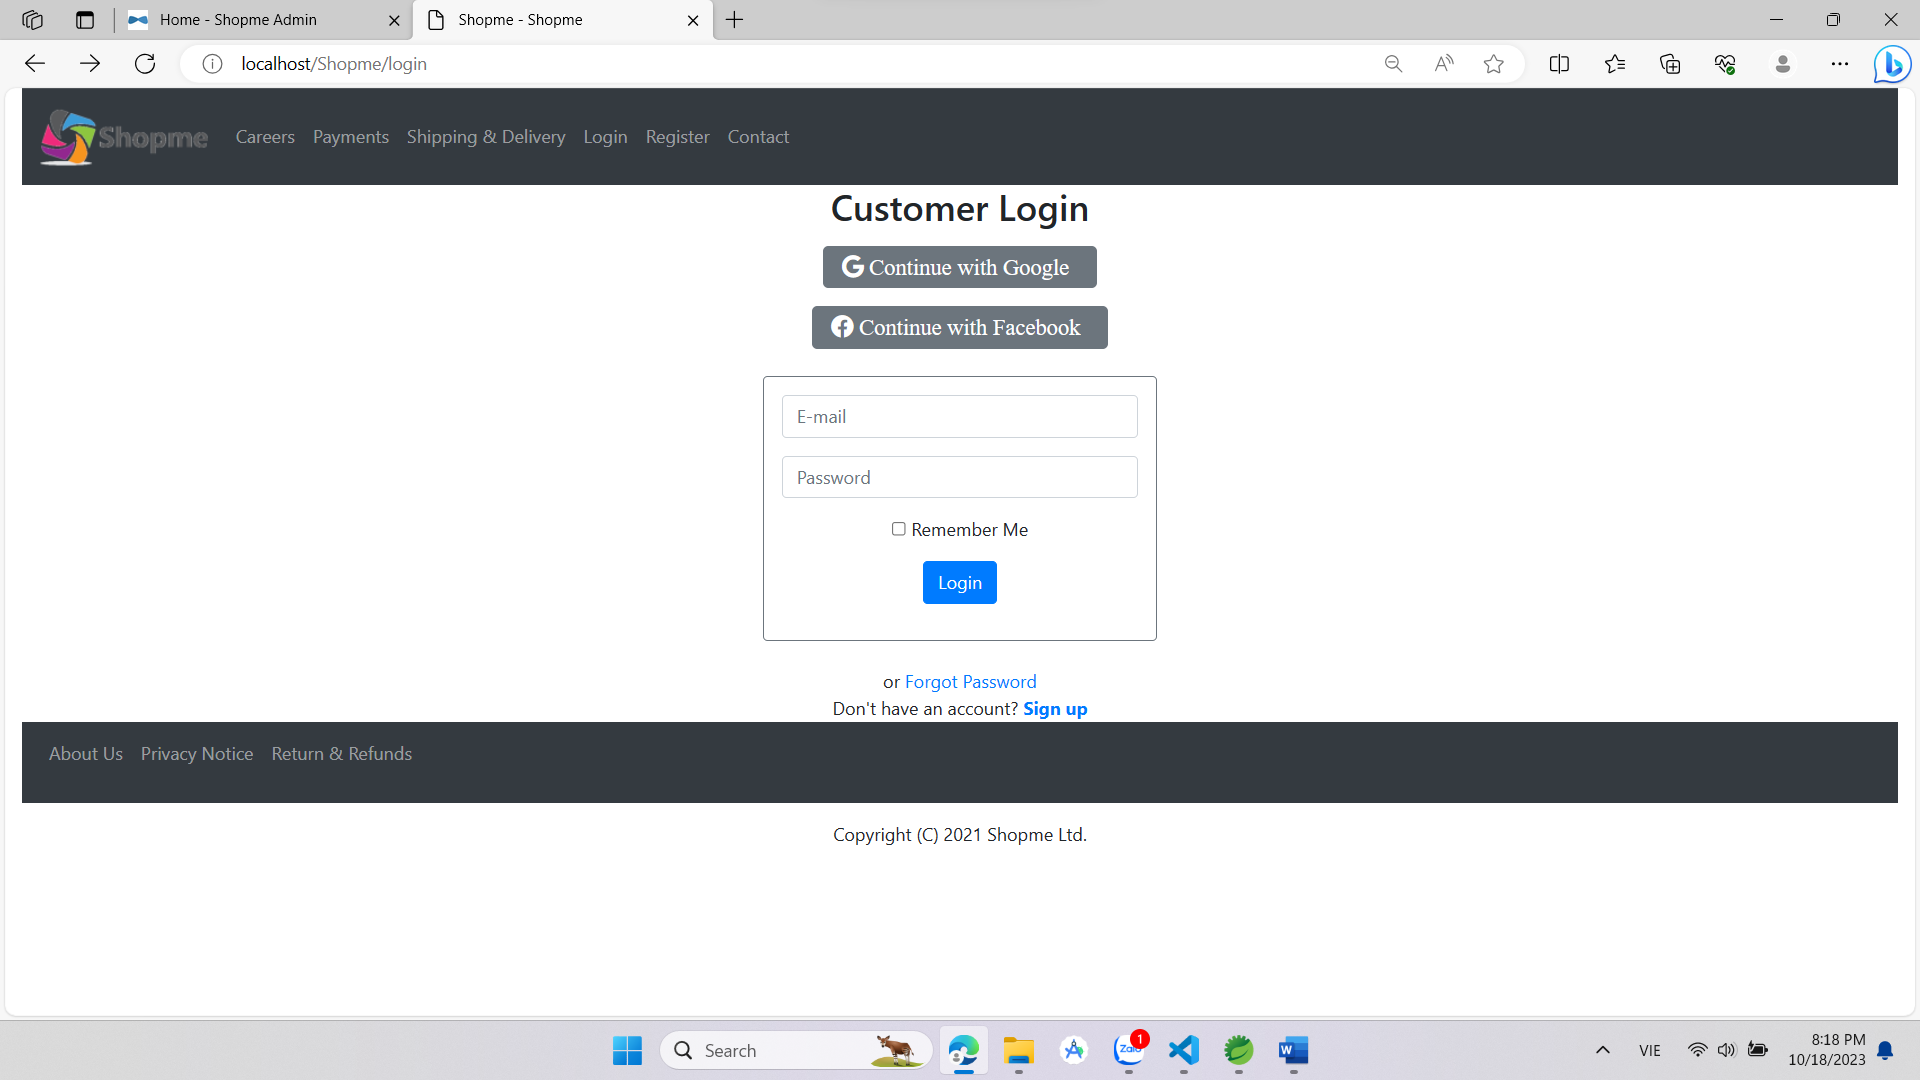 Home - Shopme Admin
Shopme - Shopme
localhost/Shopme/login
Shopme
Careers Payments Shipping & Delivery Login Register Contact
Customer Login
Continue with Google
Continue with Facebook
E-mail
Password
Remember Me
Login
or Forgot Password
Don't have an account? Sign up
About Us Privacy Notice Return & Refunds
Copyright (C) 2021 Shopme Ltd.
Search
Zalo
1
W
VIE
8:18 PM
10/18/2023